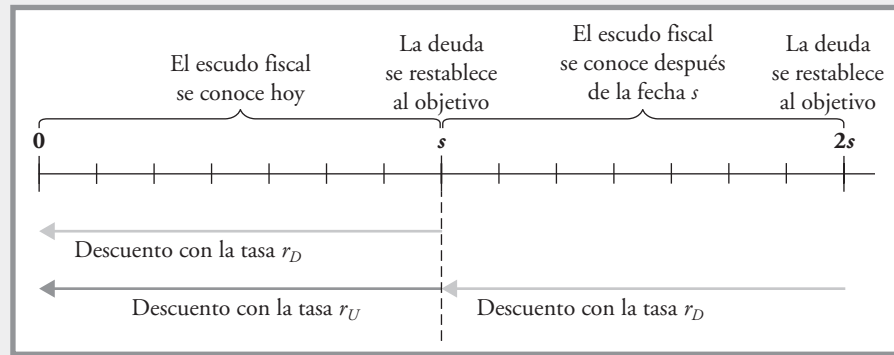 El escudo fiscal
se conoce hoy
La deuda
se restablece
al objetivo
El escudo fiscal
se conoce después
de la fecha s
La deuda
se restablece
al objetivo
0
s
2s
Descuento con la tasa r_D
Descuento con la tasa r_U
Descuento con la tasa r_D